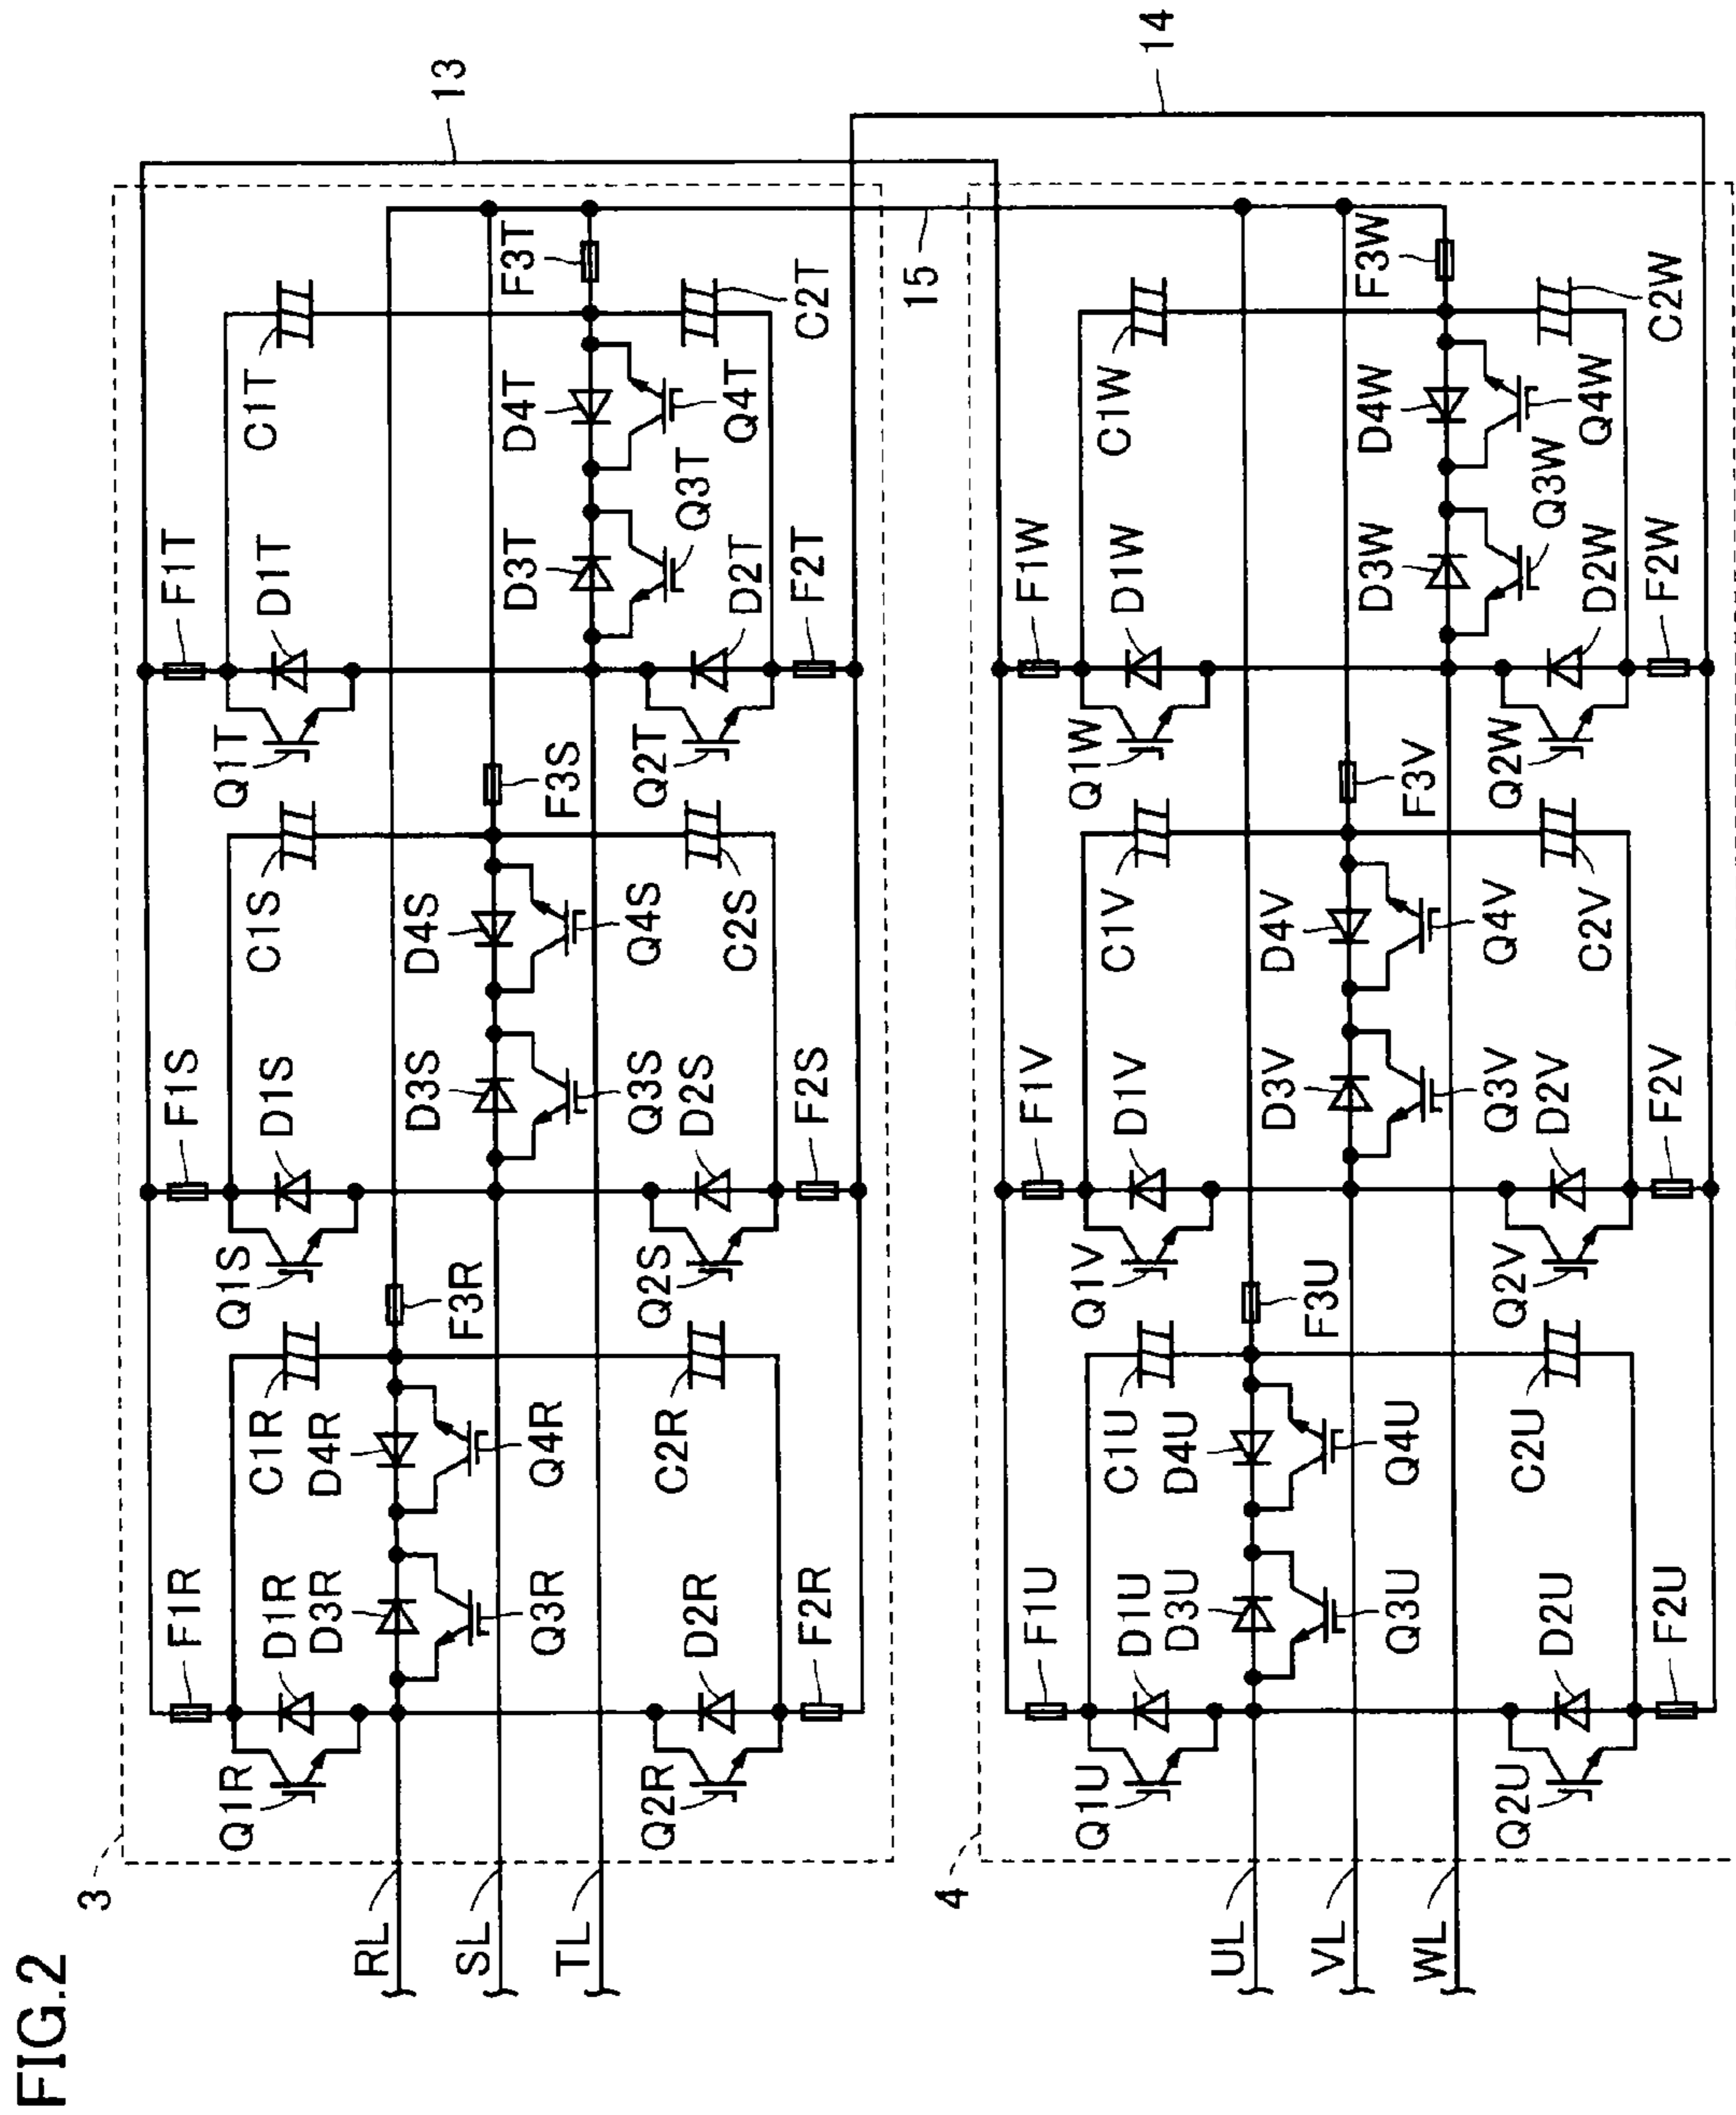 FIG.2
3
RL
SL
TL
F1R
F1S
F1T
13
Q1R
D1R
C1R
Q1S
D1S
C1S
Q1T
D1T
C1T
D3R
D4R
F3R
D3S
D4S
F3S
D3T
D4T
F3T
Q3R
Q4R
Q3S
Q4S
Q3T
Q4T
Q2R
D2R
C2R
Q2S
D2S
C2S
Q2T
D2T
C2T
F2R
F2S
F2T
15
14
4
UL
VL
WL
F1U
F1V
F1W
Q1U
D1U
C1U
Q1V
D1V
C1V
Q1W
D1W
C1W
D3U
D4U
F3U
D3V
D4V
F3V
D3W
D4W
F3W
Q3U
Q4U
Q3V
Q4V
Q3W
Q4W
Q2U
D2U
C2U
Q2V
D2V
C2V
Q2W
D2W
C2W
F2U
F2V
F2W